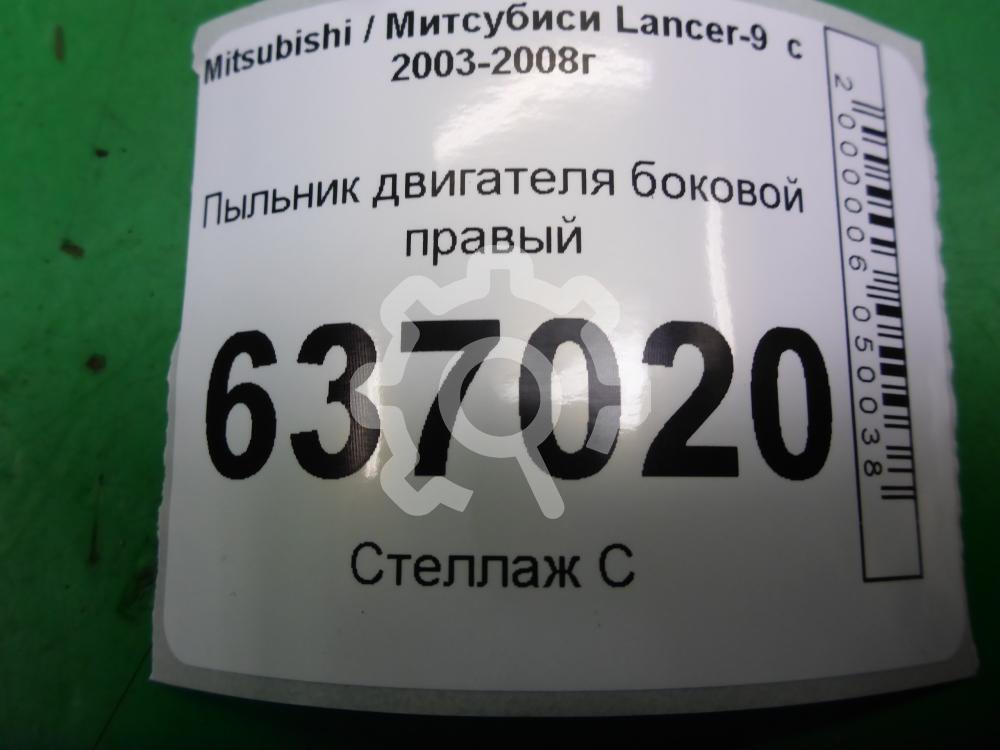 Mitsubishi / Митсубиси Lancer-9 с
2003-2008г
Пыльник двигателя боковой
правый
637020
Стеллаж С
2000006050038